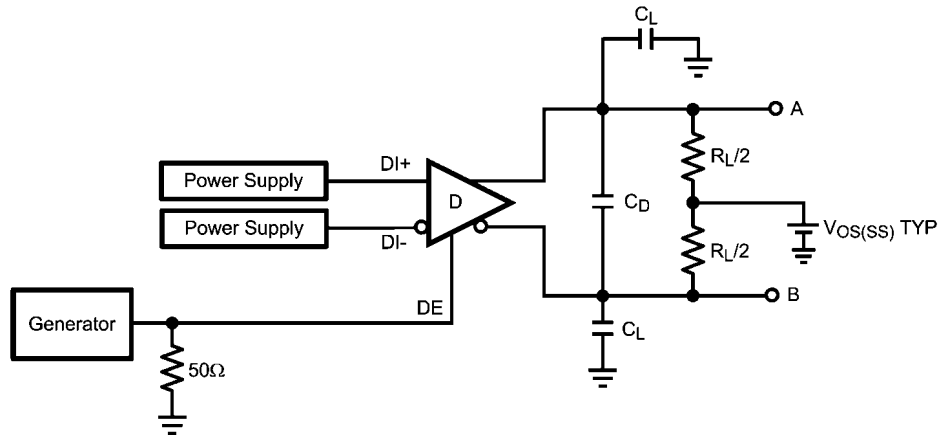 C_L
A
DI+
R_L/2
Power Supply
D
C_D
Power Supply
V_OS(SS) TYP
DI-
R_L/2
DE
B
Generator
C_L
50Ω